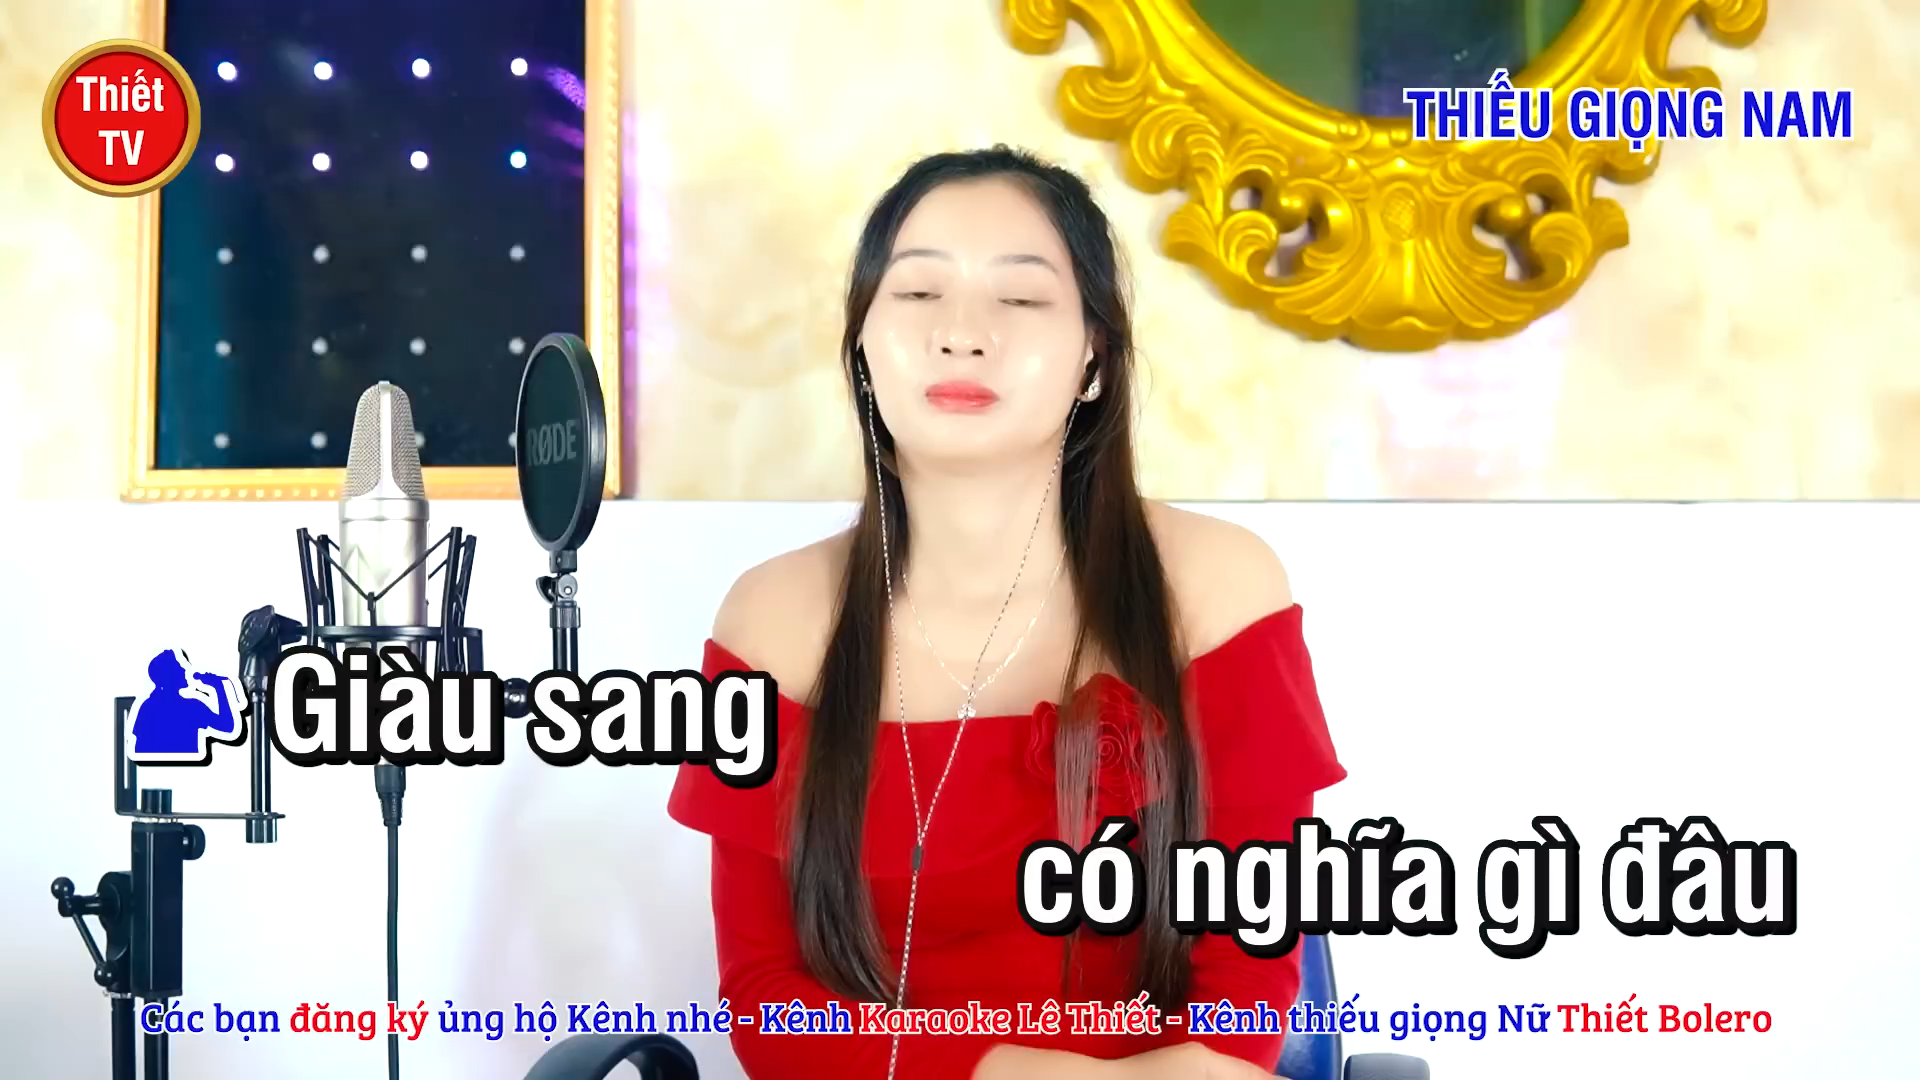 Thiết
TV
THIẾU GIỌNG NAM
RØDE
Giàu sang
có nghĩa gì đâu
Các bạn đăng ký ủng hộ Kênh nhé - Kênh Karaoke Lê Thiết - Kênh thiếu giọng Nữ Thiết Bolero